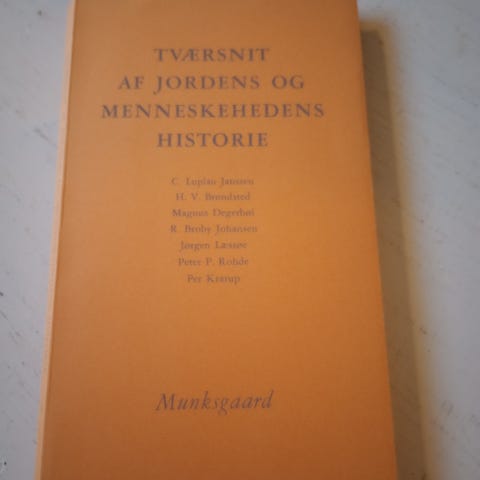 TVÆRSNIT
AF JORDENS OG
MENNESKEHEDENS
HISTORIE
C. Luplau Janssen
H. V. Brøndsted
Magnus Degerbøl
R. Broby Johansen
Jørgen Læssøe
Peter P. Rohde
Per Krarup
Munksgaard